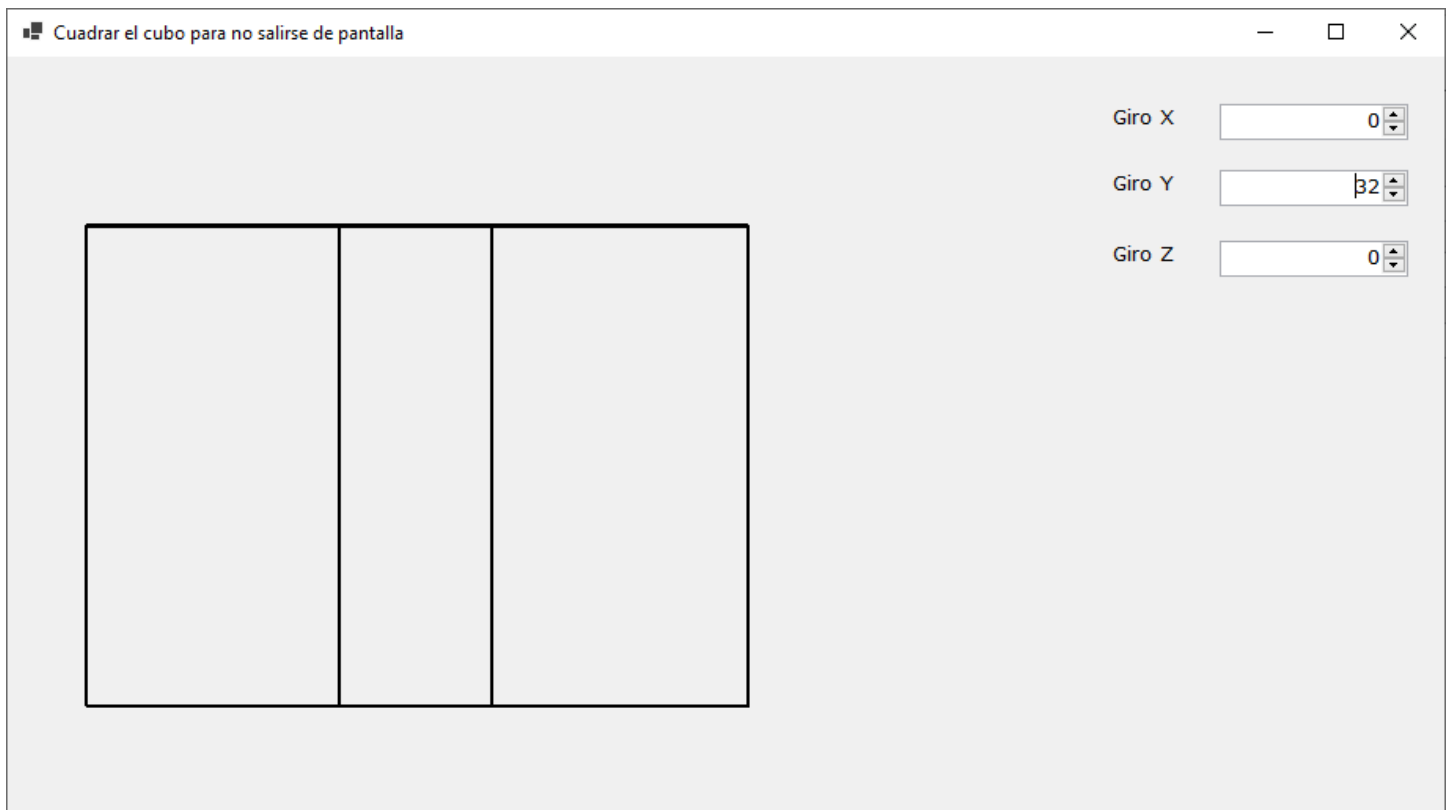 Cuadrar el cubo para no salirse de pantalla
Giro X 0
Giro Y 32
Giro Z 0